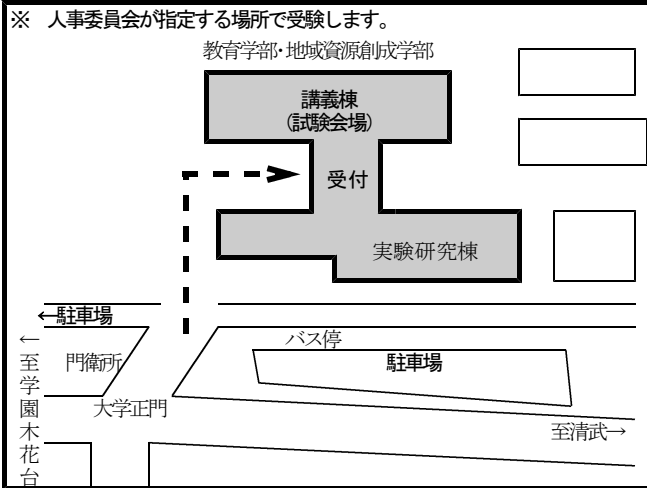 ※　人事委員会が指定する場所で受験します。
教育学部・地域資源創成学部
講義棟
(試験会場)
受付
実験研究棟
←駐車場
バス停
門衛所
駐車場
大学正門
至清武→
←至学園木花台